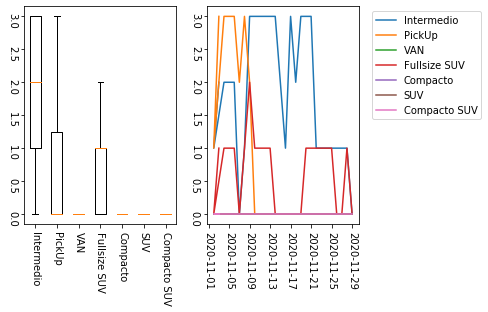 3.0
2.5
2.0
1.5
1.0
0.5
0.0
Intermedio
PickUp
VAN
Fullsize SUV
Compacto
SUV
Compacto SUV
3.0
2.5
2.0
1.5
1.0
0.5
0.0
2020-11-01
2020-11-05
2020-11-09
2020-11-13
2020-11-17
2020-11-21
2020-11-25
2020-11-29
Intermedio
PickUp
VAN
Fullsize SUV
Compacto
SUV
Compacto SUV